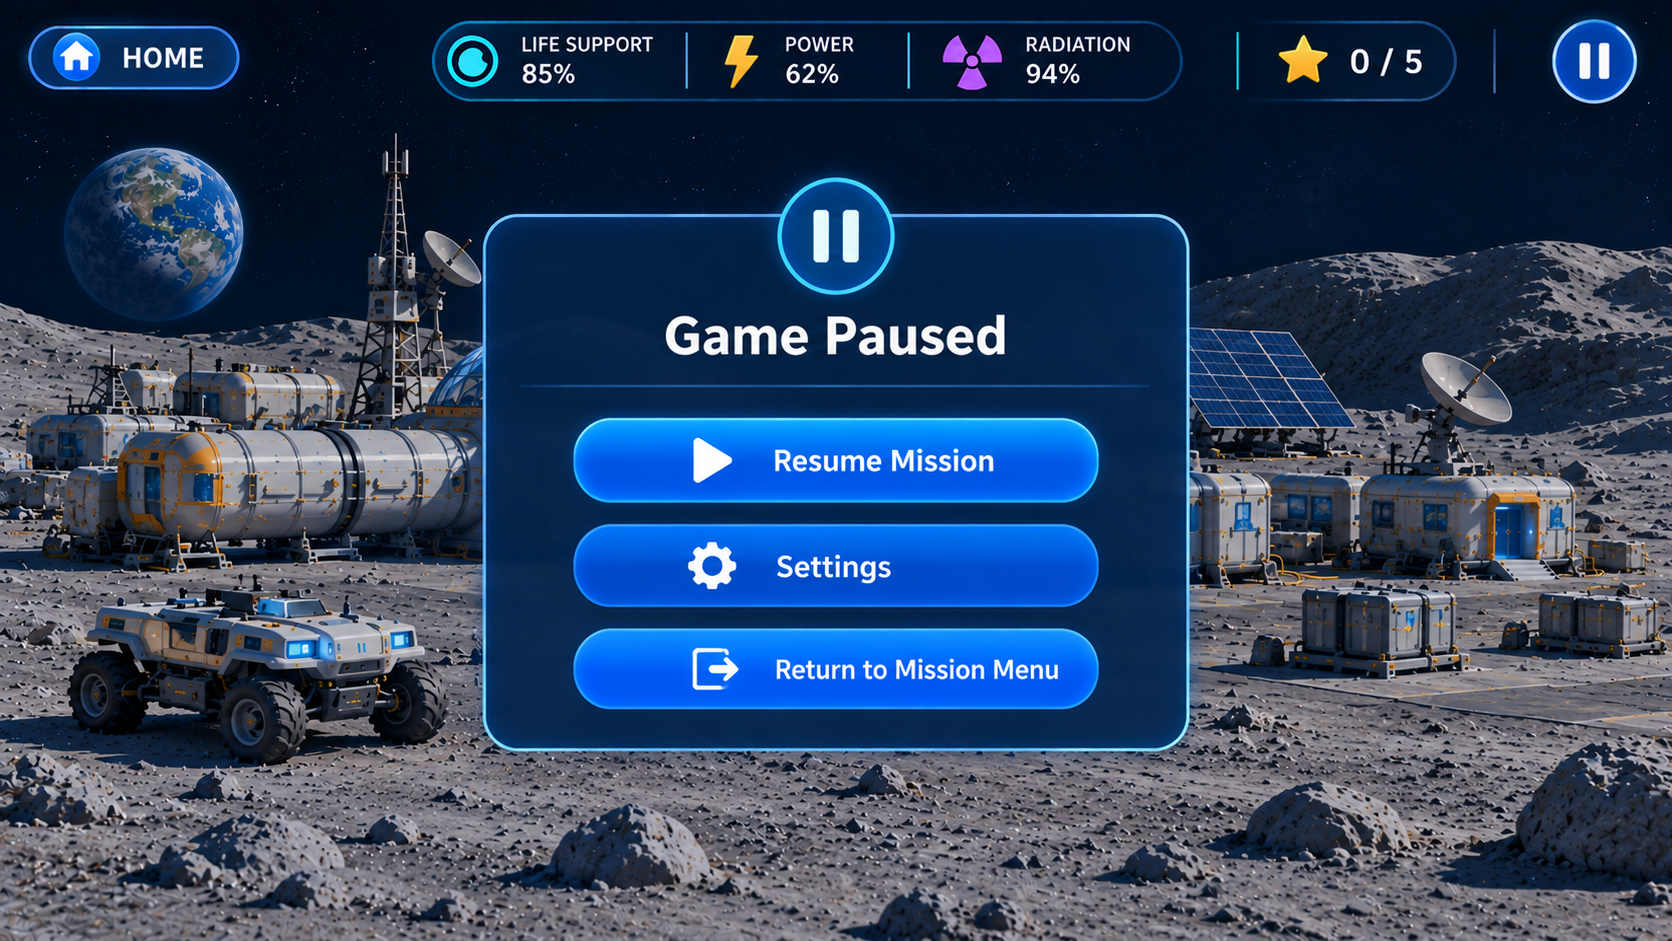 HOME
LIFE SUPPORT
85%
POWER
62%
RADIATION
94%
0 / 5
Game Paused
Resume Mission
Settings
Return to Mission Menu